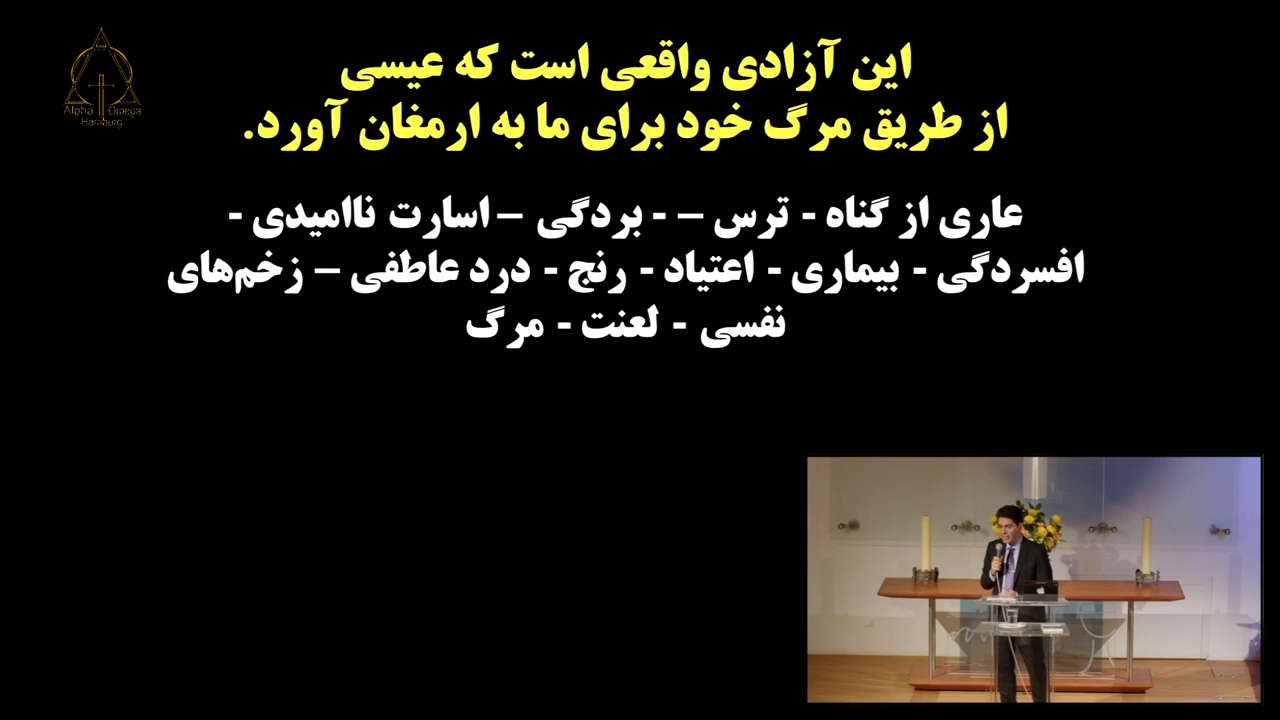 Alpha Omega
Hamburg
این آزادی واقعی است که عیسی
از طریق مرگ خود برای ما به ارمغان آورد.
عاری از گناه - ترس – - بردگی – اسارت ناامیدی -
افسردگی - بیماری - اعتیاد - رنج - درد عاطفی – زخم‌های
نفسی - لعنت - مرگ